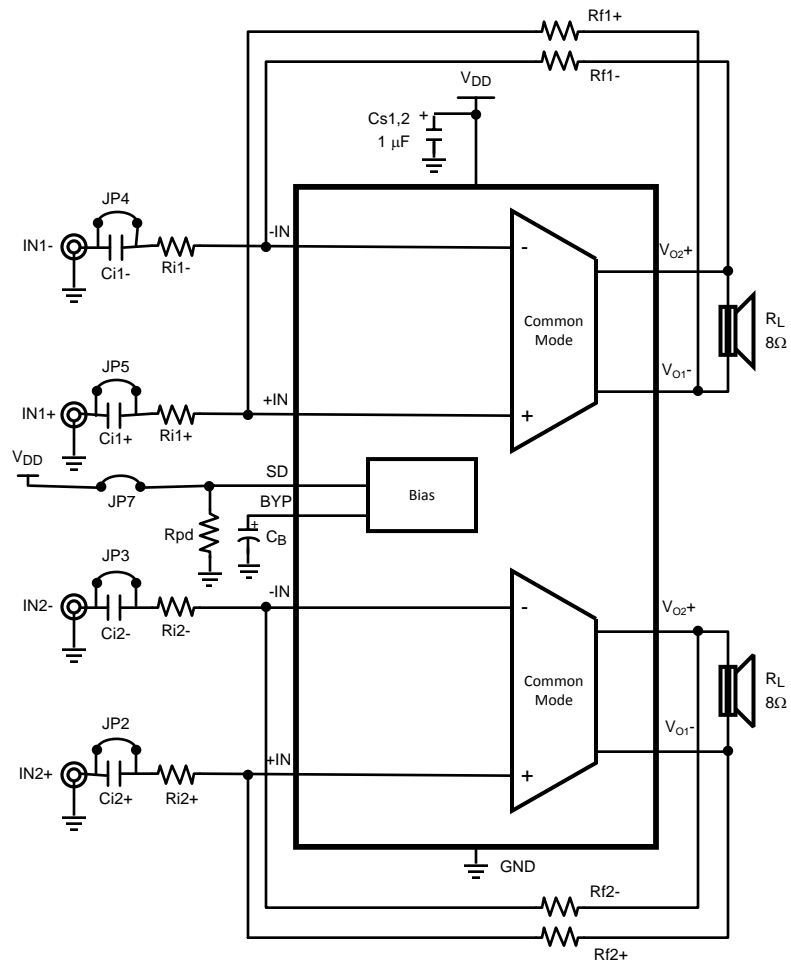 Rf1+
Rf1-
VDD
Cs1,2 +
1 µF
JP4
IN1-
Ci1-
Ri1-
-IN
-
VO2+
Common
Mode
RL
8Ω
JP5
VO1-
IN1+
Ci1+
Ri1+
+IN
+
VDD
JP7
SD
BYP
Bias
Rpd
+
CB
JP3
IN2-
Ci2-
Ri2-
-IN
-
VO2+
Common
Mode
RL
8Ω
JP2
VO1-
IN2+
Ci2+
Ri2+
+IN
+
GND
Rf2-
Rf2+